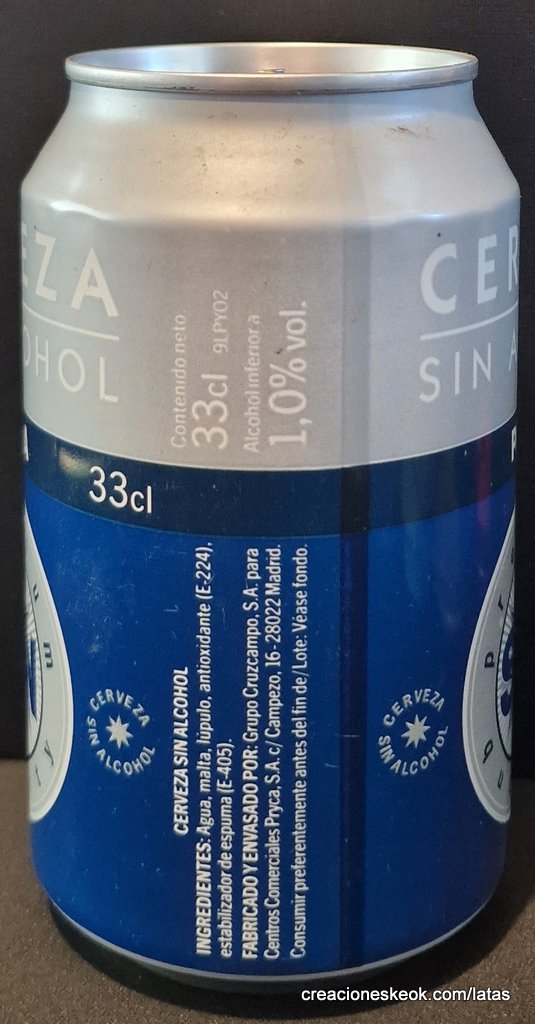 EZA
OHOL
Contenido neto
33cl 9LPY02
Alcohol inferior a
1,0% vol.
CER
SIN A
A
33cl
P
CERVEZA SIN ALCOHOL
INGREDIENTES: Agua, malta, lúpulo, antioxidante (E-224),
estabilizador de espuma (E-405).
FABRICADO Y ENVASADO POR: Grupo Cruzcampo, S.A. para
Centros Comerciales Pryca, S.A. c/ Campezo, 16 - 28022 Madrid.
Consumir preferentemente antes del fin de / Lote: Véase fondo.
CERVEZA
SIN ALCOHOL
CERVEZA
SIN ALCOHOL
creacioneskeok.com/latas